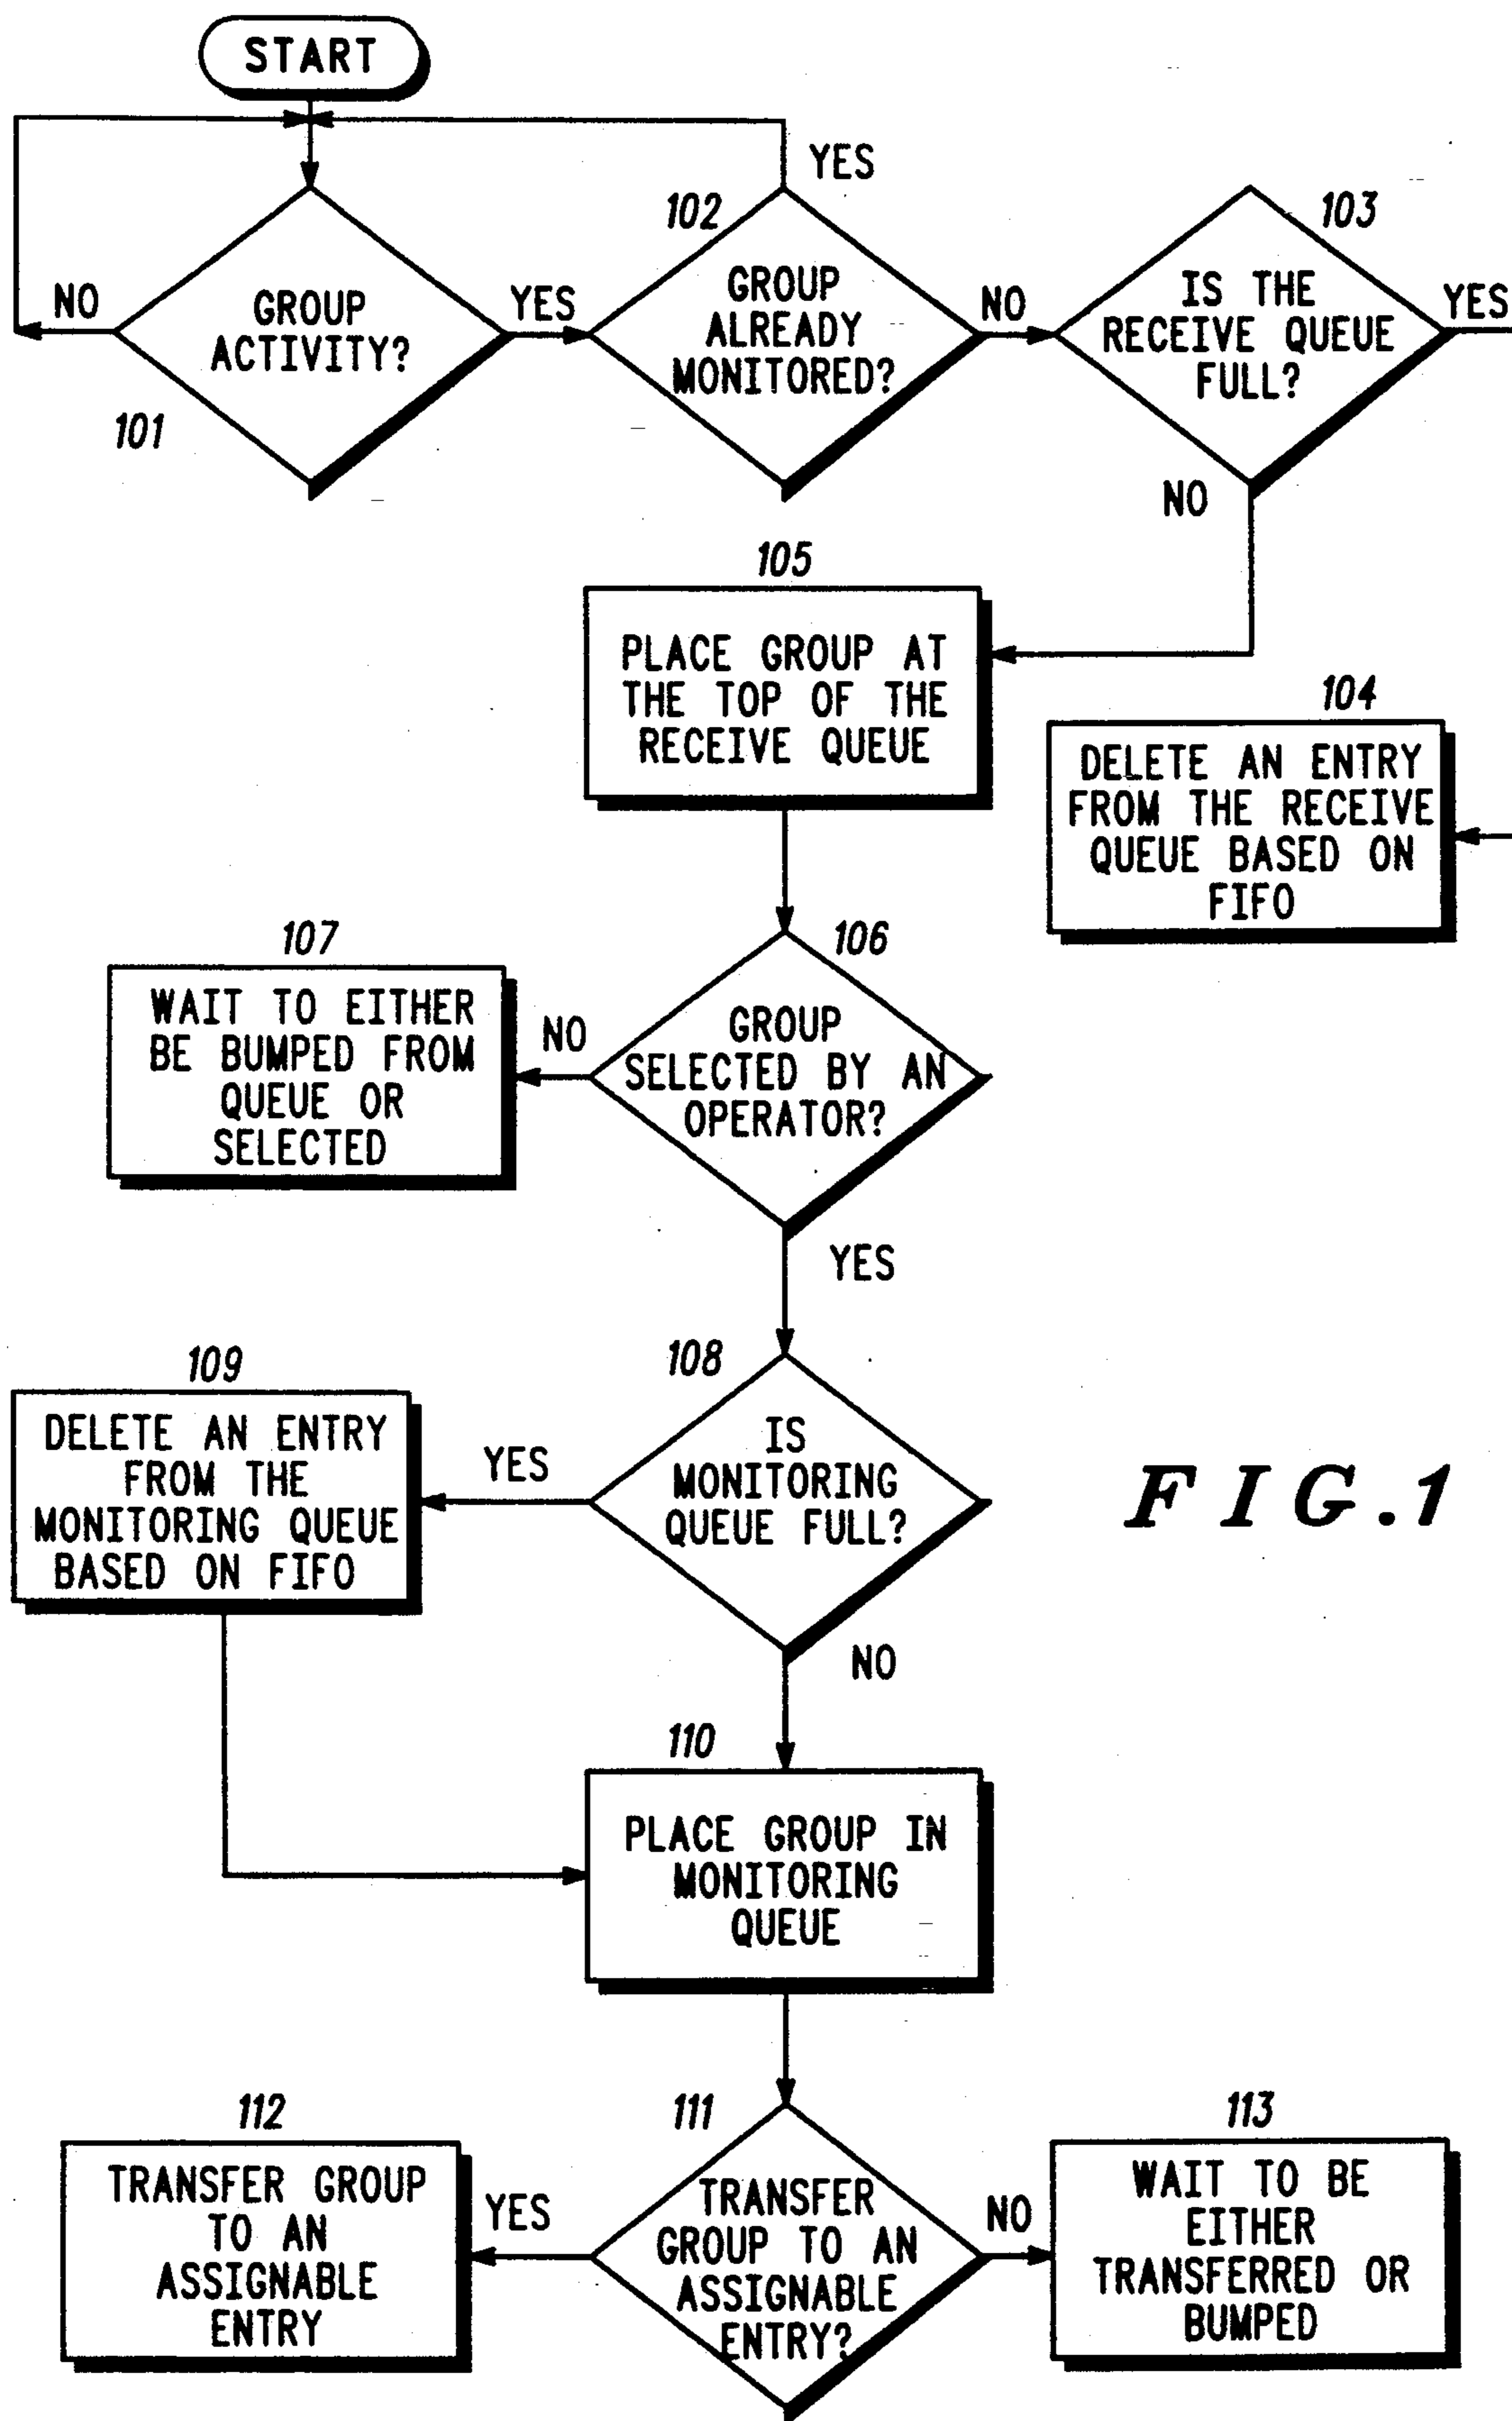 START
YES
102
103
NO
GROUP
ACTIVITY?
YES
GROUP
ALREADY
MONITORED?
NO
IS THE
RECEIVE QUEUE
FULL?
YES
101
NO
105
PLACE GROUP AT
THE TOP OF THE
RECEIVE QUEUE
104
DELETE AN ENTRY
FROM THE RECEIVE
QUEUE BASED ON
FIFO
107
106
WAIT TO EITHER
BE BUMPED FROM
QUEUE OR
SELECTED
NO
GROUP
SELECTED BY AN
OPERATOR?
YES
109
108
DELETE AN ENTRY
FROM THE
MONITORING QUEUE
BASED ON FIFO
YES
IS
MONITORING
QUEUE FULL?
FIG.1
NO
110
PLACE GROUP IN
MONITORING
QUEUE
112
111
113
TRANSFER GROUP
TO AN
ASSIGNABLE
ENTRY
YES
TRANSFER
GROUP TO AN
ASSIGNABLE
ENTRY?
NO
WAIT TO BE
EITHER
TRANSFERRED OR
BUMPED